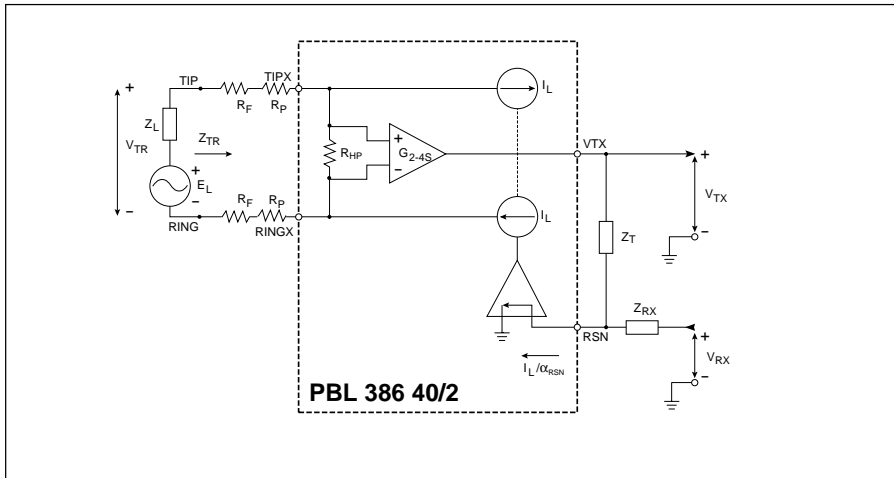 TIP
TIPX
R_F
R_P
I_L
+
V_TR
−
Z_L
Z_TR
+
E_L
−
R_HP
+
G_2-4S
−
VTX
+
V_TX
−
Z_T
R_F
R_P
RING
RINGX
I_L
Z_RX
RSN
+
V_RX
−
I_L/α_RSN
PBL 386 40/2